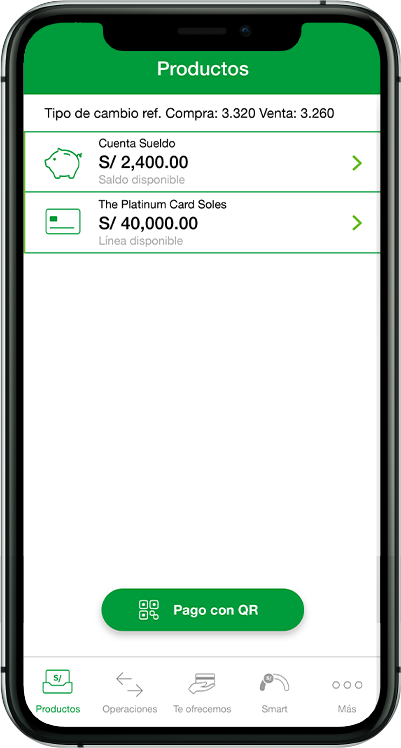 Productos
Tipo de cambio ref. Compra: 3.320 Venta: 3.260
Cuenta Sueldo
S/ 2,400.00
Saldo disponible
The Platinum Card Soles
S/ 40,000.00
Línea disponible
Pago con QR
S/
Productos
Operaciones
Te ofrecemos
Smart
Más